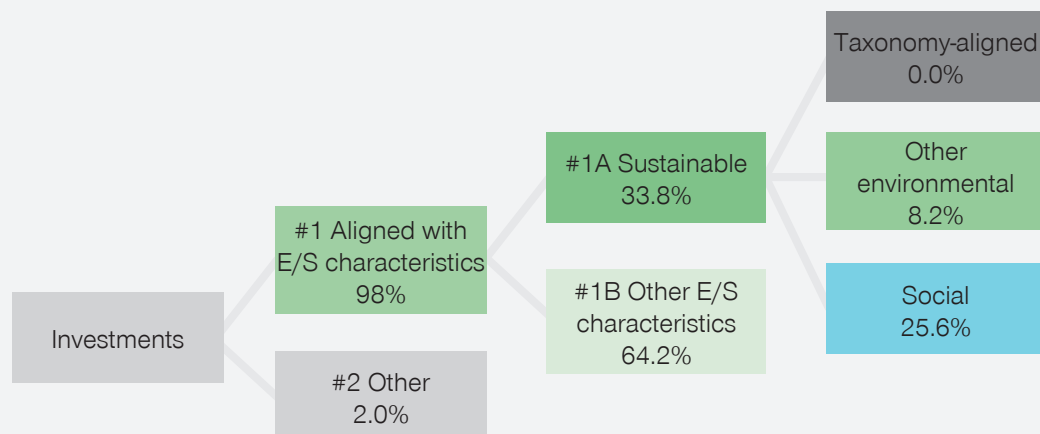 Investments
#1 Aligned with
E/S characteristics
98%
#2 Other
2.0%
#1A Sustainable
33.8%
#1B Other E/S
characteristics
64.2%
Taxonomy-aligned
0.0%
Other
environmental
8.2%
Social
25.6%